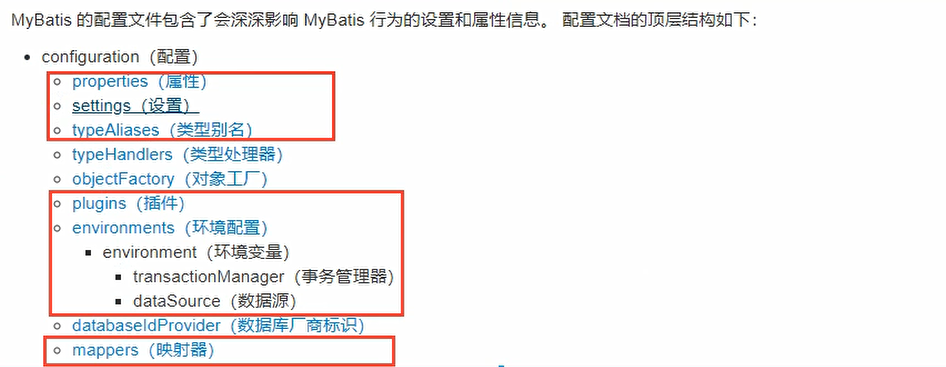 MyBatis 的配置文件包含了会深深影响 MyBatis 行为的设置和属性信息。 配置文档的顶层结构如下：
configuration（配置）
properties（属性）
settings（设置）
typeAliases（类型别名）
typeHandlers（类型处理器）
objectFactory（对象工厂）
plugins（插件）
environments（环境配置）
environment（环境变量）
transactionManager（事务管理器）
dataSource（数据源）
databaseIdProvider（数据库厂商标识）
mappers（映射器）